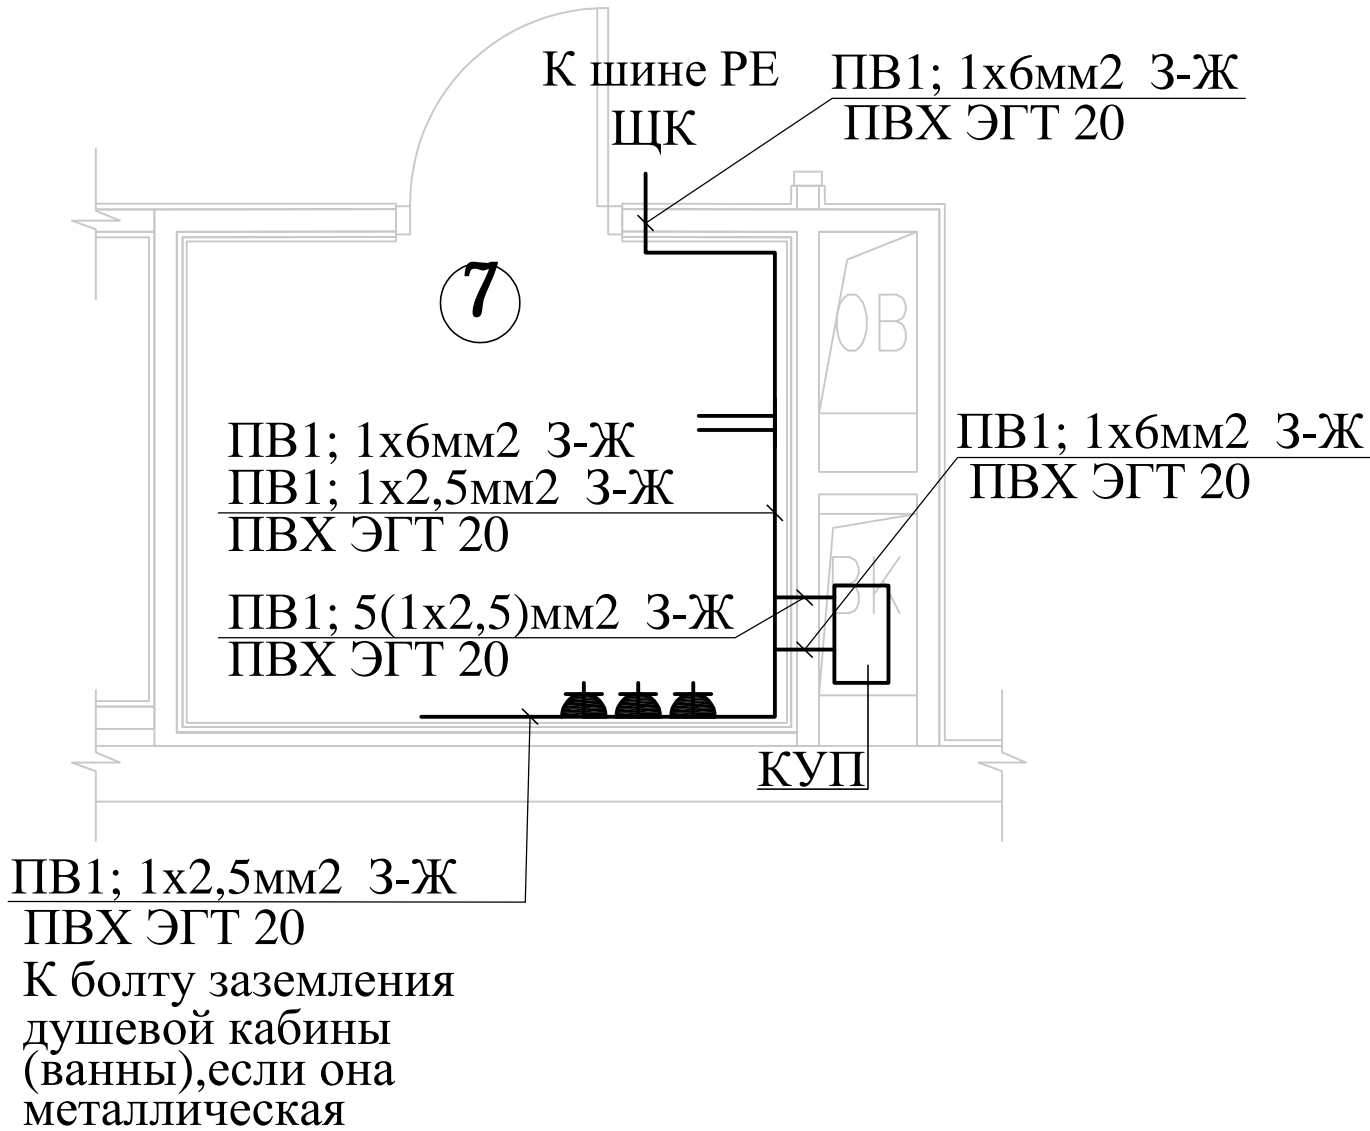 К шине РЕ
ЩК
ПВ1; 1х6мм2 З-Ж
ПВХ ЭГТ 20
7
ОВ
ПВ1; 1х6мм2 З-Ж
ПВ1; 1х2,5мм2 З-Ж
ПВХ ЭГТ 20
ПВ1; 1х6мм2 З-Ж
ПВХ ЭГТ 20
ВК
ПВ1; 5(1х2,5)мм2 З-Ж
ПВХ ЭГТ 20
КУП
ПВ1; 1х2,5мм2 З-Ж
ПВХ ЭГТ 20
К болту заземления
душевой кабины
(ванны),если она
металлическая